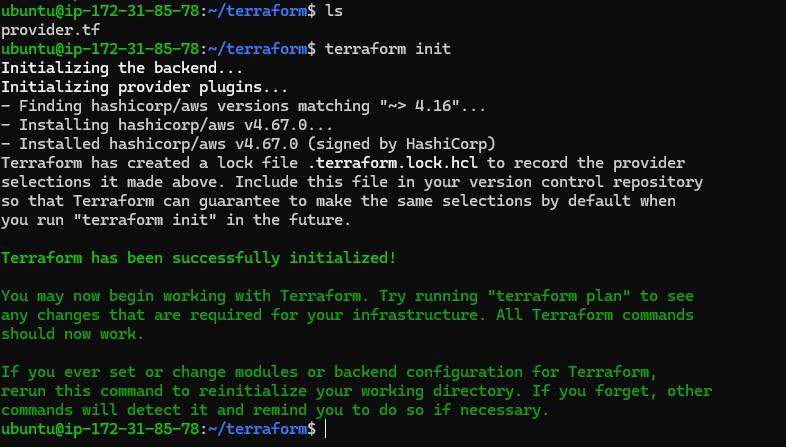 ubuntu@ip-172-31-85-78:~/terraform$ ls
provider.tf
ubuntu@ip-172-31-85-78:~/terraform$ terraform init
Initializing the backend...
Initializing provider plugins...
- Finding hashicorp/aws versions matching "~> 4.16"...
- Installing hashicorp/aws v4.67.0...
- Installed hashicorp/aws v4.67.0 (signed by HashiCorp)
Terraform has created a lock file .terraform.lock.hcl to record the provider
selections it made above. Include this file in your version control repository
so that Terraform can guarantee to make the same selections by default when
you run "terraform init" in the future.
Terraform has been successfully initialized!
You may now begin working with Terraform. Try running "terraform plan" to see
any changes that are required for your infrastructure. All Terraform commands
should now work.
If you ever set or change modules or backend configuration for Terraform,
rerun this command to reinitialize your working directory. If you forget, other
commands will detect it and remind you to do so if necessary.
ubuntu@ip-172-31-85-78:~/terraform$